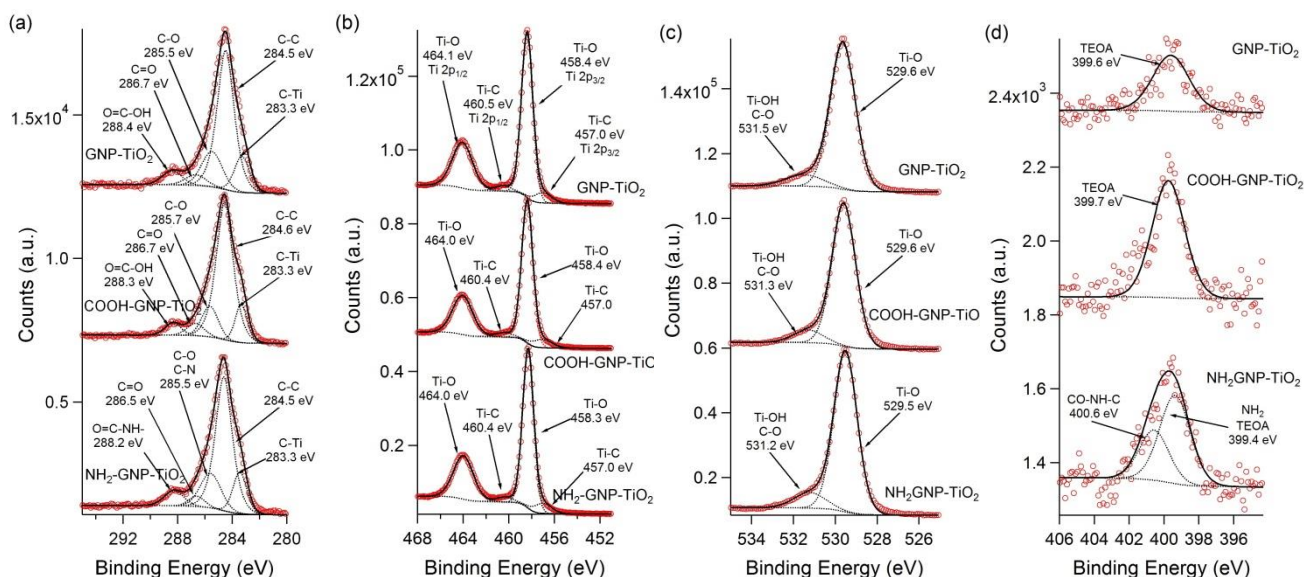 (a)
Counts (a.u.)
1.5x10⁴
1.0
0.5
C-O
285.5 eV
C=O
286.7 eV
O=C-OH
288.4 eV
C-C
284.5 eV
C-Ti
283.3 eV
GNP-TiO₂
C-O
285.7 eV
C=O
286.7 eV
O=C-OH
288.3 eV
C-C
284.6 eV
C-Ti
283.3 eV
COOH-GNP-TiO
C-O
C-N
285.5 eV
C=O
286.5 eV
O=C-NH-
288.2 eV
C-C
284.5 eV
C-Ti
283.3 eV
NH₂-GNP-TiO₂
292 288 284 280
Binding Energy (eV)
(b)
Counts (a.u.)
1.2x10⁵
1.0
0.8
0.6
0.4
0.2
Ti-O
464.1 eV
Ti 2p₁/₂
Ti-C
460.5 eV
Ti 2p₁/₂
Ti-O
458.4 eV
Ti 2p₃/₂
Ti-C
457.0 eV
Ti 2p₃/₂
GNP-TiO₂
Ti-O
464.0 eV
Ti-C
460.4 eV
Ti-O
458.4 eV
Ti-C
457.0
COOH-GNP-TiO
Ti-O
464.0 eV
Ti-C
460.4 eV
Ti-O
458.3 eV
Ti-C
457.0 eV
NH₂-GNP-TiO₂
468 464 460 456 452
Binding Energy (eV)
(c)
Counts (a.u.)
1.4x10⁵
1.2
1.0
0.8
0.6
0.4
0.2
Ti-OH
C-O
531.5 eV
Ti-O
529.6 eV
GNP-TiO₂
Ti-OH
C-O
531.3 eV
Ti-O
529.6 eV
COOH-GNP-TiO
Ti-OH
C-O
531.2 eV
Ti-O
529.5 eV
NH₂GNP-TiO₂
534 532 530 528 526
Binding Energy (eV)
(d)
Counts (a.u.)
2.4x10³
2.2
2.0
1.8
1.6
1.4
TEOA
399.6 eV
GNP-TiO₂
TEOA
399.7 eV
COOH-GNP-TiO₂
CO-NH-C
400.6 eV
NH₂
TEOA
399.4 eV
NH₂GNP-TiO₂
406 404 402 400 398 396
Binding Energy (eV)